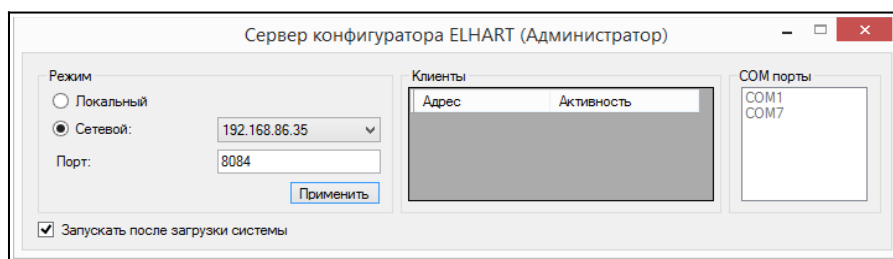 Сервер конфигуратора ELHART (Администратор)
Режим
Локальный
Сетевой: 192.168.86.35
Порт: 8084
Применить
Запускать после загрузки системы
Клиенты
Адрес Активность
COM порты
COM1
COM7